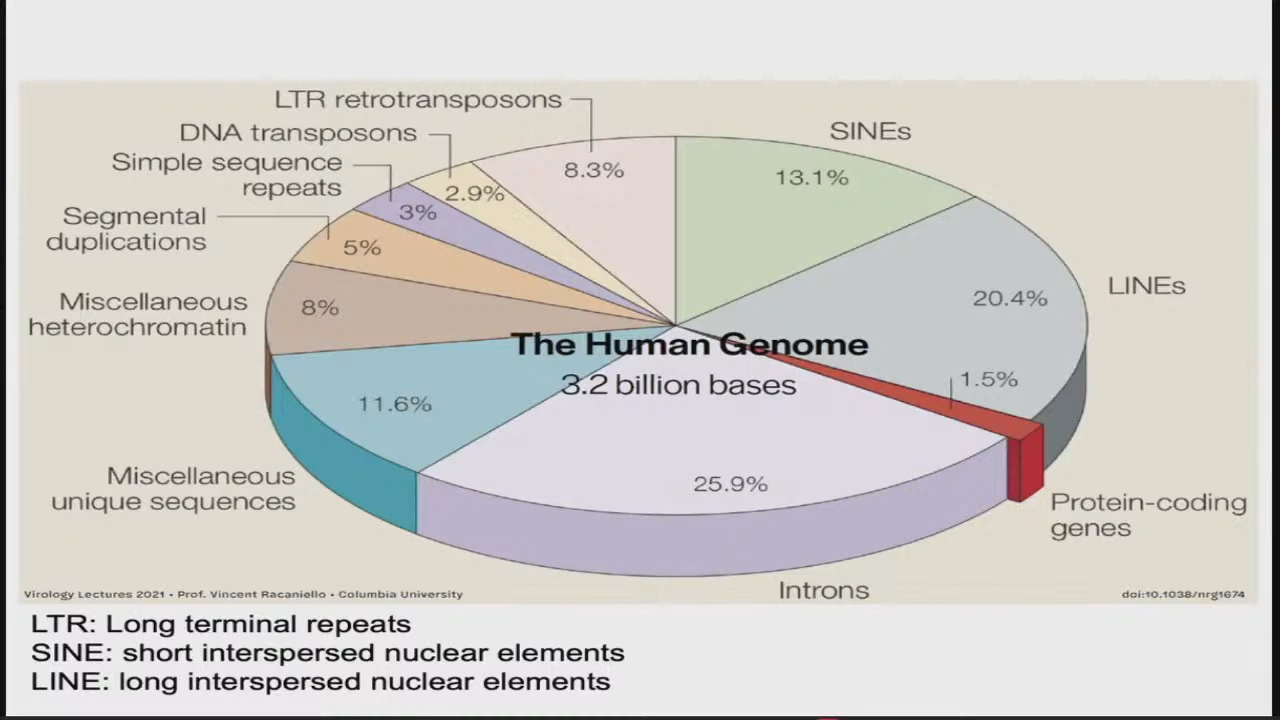 LTR retrotransposons
DNA transposons
Simple sequence
repeats
Segmental
duplications
Miscellaneous
heterochromatin
Miscellaneous
unique sequences
SINEs
LINEs
Protein-coding
genes
Introns
8.3%
2.9%
3%
5%
8%
11.6%
13.1%
20.4%
1.5%
25.9%
The Human Genome
3.2 billion bases
Virology Lectures 2021 • Prof. Vincent Racaniello • Columbia University
doi:10.1038/nrg1674
LTR: Long terminal repeats
SINE: short interspersed nuclear elements
LINE: long interspersed nuclear elements